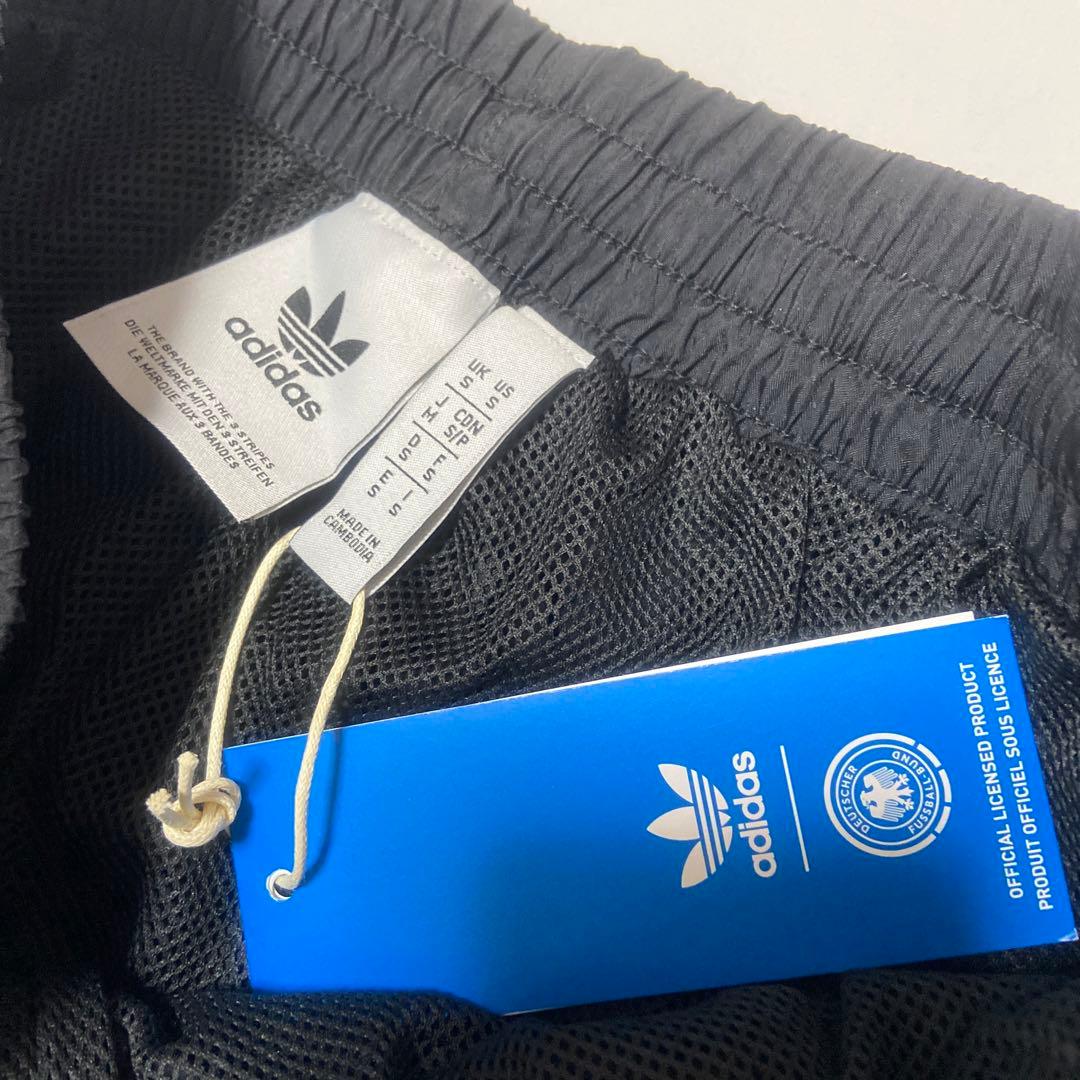 adidas
THE BRAND WITH THE 3 STRIPES
DIE WELTMARKE MIT DEN 3 STREIFEN
LA MARQUE AUX 3 BANDES
UK US
S S
J CDN
M S/P
D F
S S
E I
S S
MADE IN
CAMBODIA
adidas
DEUTSCHER
FUSSBALL-BUND
OFFICIAL LICENSED PRODUCT
PRODUIT OFFICIEL SOUS LICENCE